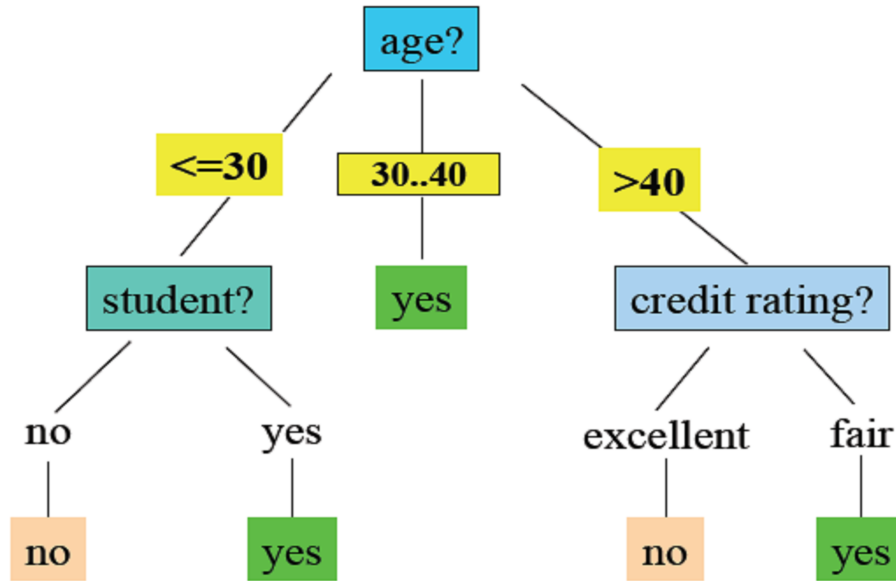 age?
<=30
30..40
>40
student?
yes
credit rating?
no
yes
excellent
fair
no
yes
no
yes